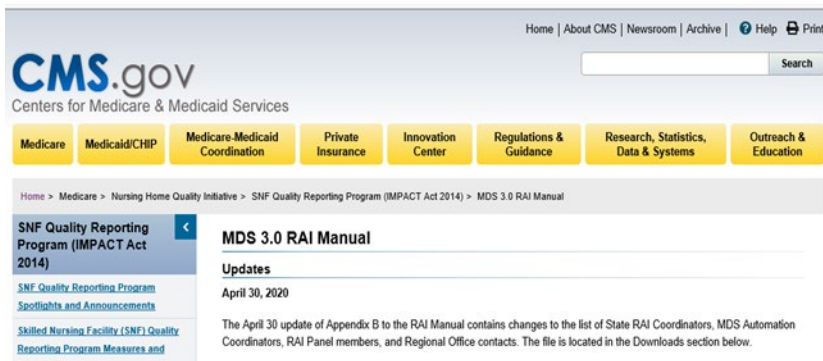 Home | About CMS | Newsroom | Archive | Help Print
Search
CMS.gov
Centers for Medicare & Medicaid Services
Medicare
Medicaid/CHIP
Medicare-Medicaid
Coordination
Private
Insurance
Innovation
Center
Regulations &
Guidance
Research, Statistics,
Data & Systems
Outreach &
Education
Home > Medicare > Nursing Home Quality Initiative > SNF Quality Reporting Program (IMPACT Act 2014) > MDS 3.0 RAI Manual
SNF Quality Reporting
Program (IMPACT Act
2014)
SNF Quality Reporting Program
Spotlights and Announcements
Skilled Nursing Facility (SNF) Quality
Reporting Program Measures and
MDS 3.0 RAI Manual
Updates
April 30, 2020
The April 30 update of Appendix B to the RAI Manual contains changes to the list of State RAI Coordinators, MDS Automation
Coordinators, RAI Panel members, and Regional Office contacts. The file is located in the Downloads section below.